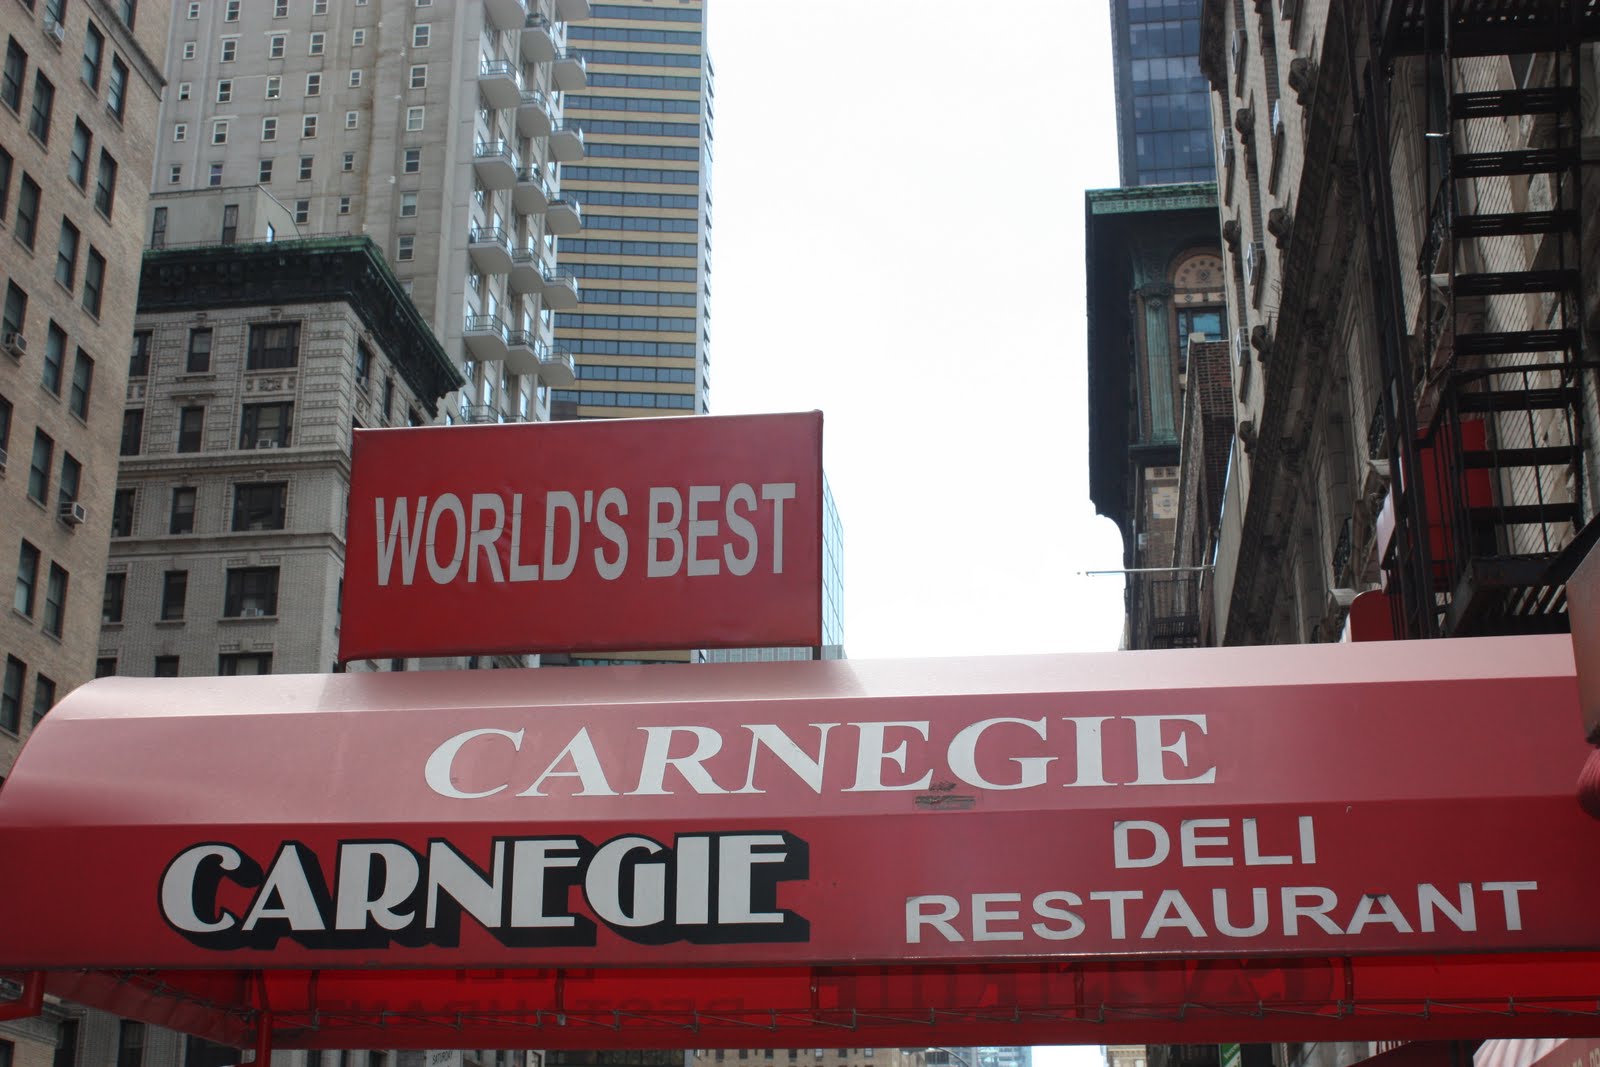 WORLD'S BEST
CARNEGIE
CARNEGIE
DELI
RESTAURANT